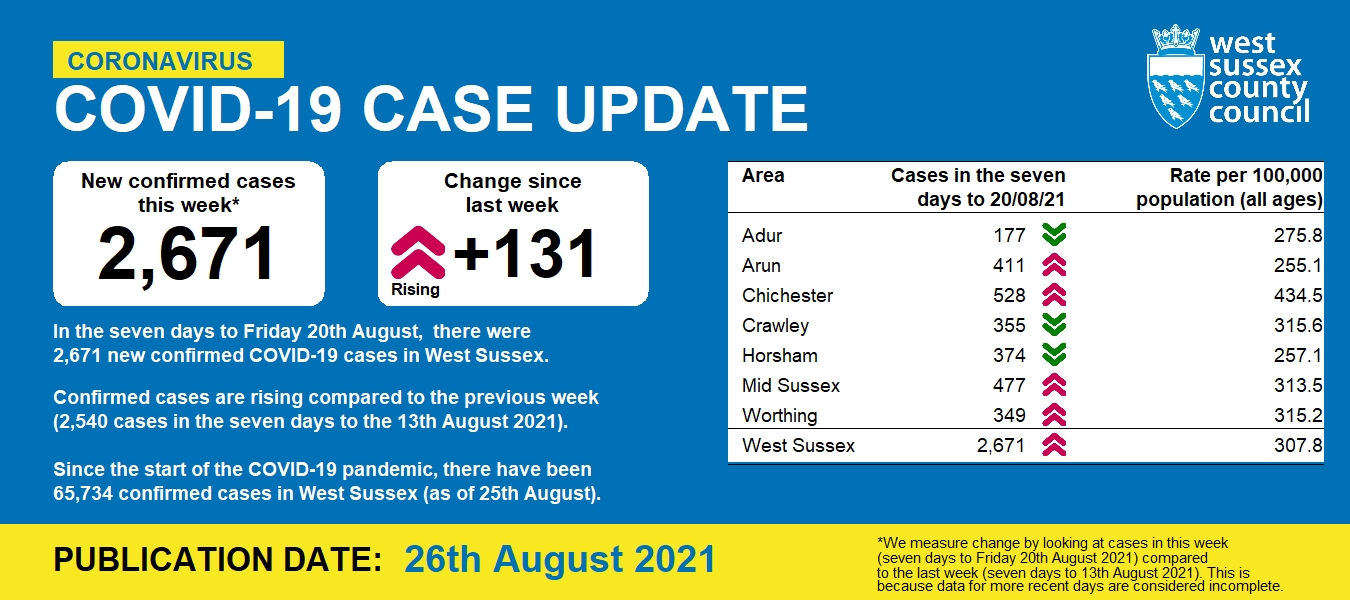 CORONAVIRUS
COVID-19 CASE UPDATE
west
sussex
county
council
New confirmed cases
this week*
2,671
Change since
last week
+131
Rising
In the seven days to Friday 20th August,  there were
2,671 new confirmed COVID-19 cases in West Sussex.
Confirmed cases are rising compared to the previous week
(2,540 cases in the seven days to the 13th August 2021).
Since the start of the COVID-19 pandemic, there have been
65,734 confirmed cases in West Sussex (as of 25th August).
Area Cases in the seven Rate per 100,000
days to 20/08/21 population (all ages)
Adur 177 275.8
Arun 411 255.1
Chichester 528 434.5
Crawley 355 315.6
Horsham 374 257.1
Mid Sussex 477 313.5
Worthing 349 315.2
West Sussex 2,671 307.8
PUBLICATION DATE: 26th August 2021
*We measure change by looking at cases in this week
(seven days to Friday 20th August 2021) compared
to the last week (seven days to 13th August 2021). This is
because data for more recent days are considered incomplete.